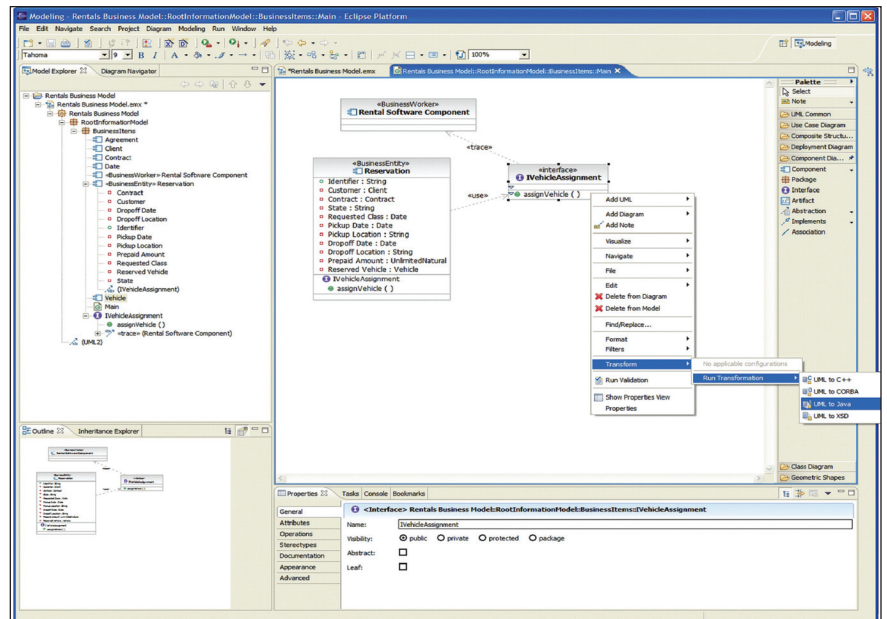 Modeling - Rentals Business Model::RootInformationModel::BusinessItems::Main - Eclipse Platform
File Edit Navigate Search Project Diagram Modeling Run Window Help
Modeling
Tahoma 9 B I A 100%
Model Explorer Diagram Navigator
Rentals Business Model
Rentals Business Model.emx *
Rentals Business Model
RootInformationModel
BusinessItems
Agreement
Client
Contract
Date
«BusinessWorker» Rental Software Component
«BusinessEntity» Reservation
Contract
Customer
Dropoff Date
Dropoff Location
Identifier
Pickup Date
Pickup Location
Prepaid Amount
Requested Class
Reserved Vehicle
State
(IVehicleAssignment)
Vehicle
Main
IVehicleAssignment
assignVehicle ( )
«trace» (Rental Software Component)
(UML2)
Outline Inheritance Explorer
*Rentals Business Model.emx
Rentals Business Model::RootInformationModel::BusinessItems::Main
«BusinessWorker»
Rental Software Component
«trace»
«BusinessEntity»
Reservation
Identifier : String
Customer : Client
Contract : Contract
State : String
Requested Class : Date
Pickup Date : Date
Pickup Location : String
Dropoff Date : Date
Dropoff Location : String
Prepaid Amount : UnlimitedNatural
Reserved Vehicle : Vehicle
IVehicleAssignment
assignVehicle ( )
«use»
«interface»
IVehicleAssignment
assignVehicle ( )
Add UML
Add Diagram
Add Note
Visualize
Navigate
File
Edit
Delete from Diagram
Delete from Model
Find/Replace...
Format
Filters
Transform
Run Validation
Show Properties View
Properties
No applicable configurations
Run Transformation
UML to C++
UML to CORBA
UML to Java
UML to XSD
Palette
Select
Note
UML Common
Use Case Diagram
Composite Structu...
Deployment Diagram
Component Dia...
Component
Package
Interface
Artifact
Abstraction
Implements
Association
Class Diagram
Geometric Shapes
Properties Tasks Console Bookmarks
General
Attributes
Operations
Stereotypes
Documentation
Appearance
Advanced
<Interface> Rentals Business Model::RootInformationModel::BusinessItems::IVehicleAssignment
Name: IVehicleAssignment
Visibility: public private protected package
Abstract:
Leaf: